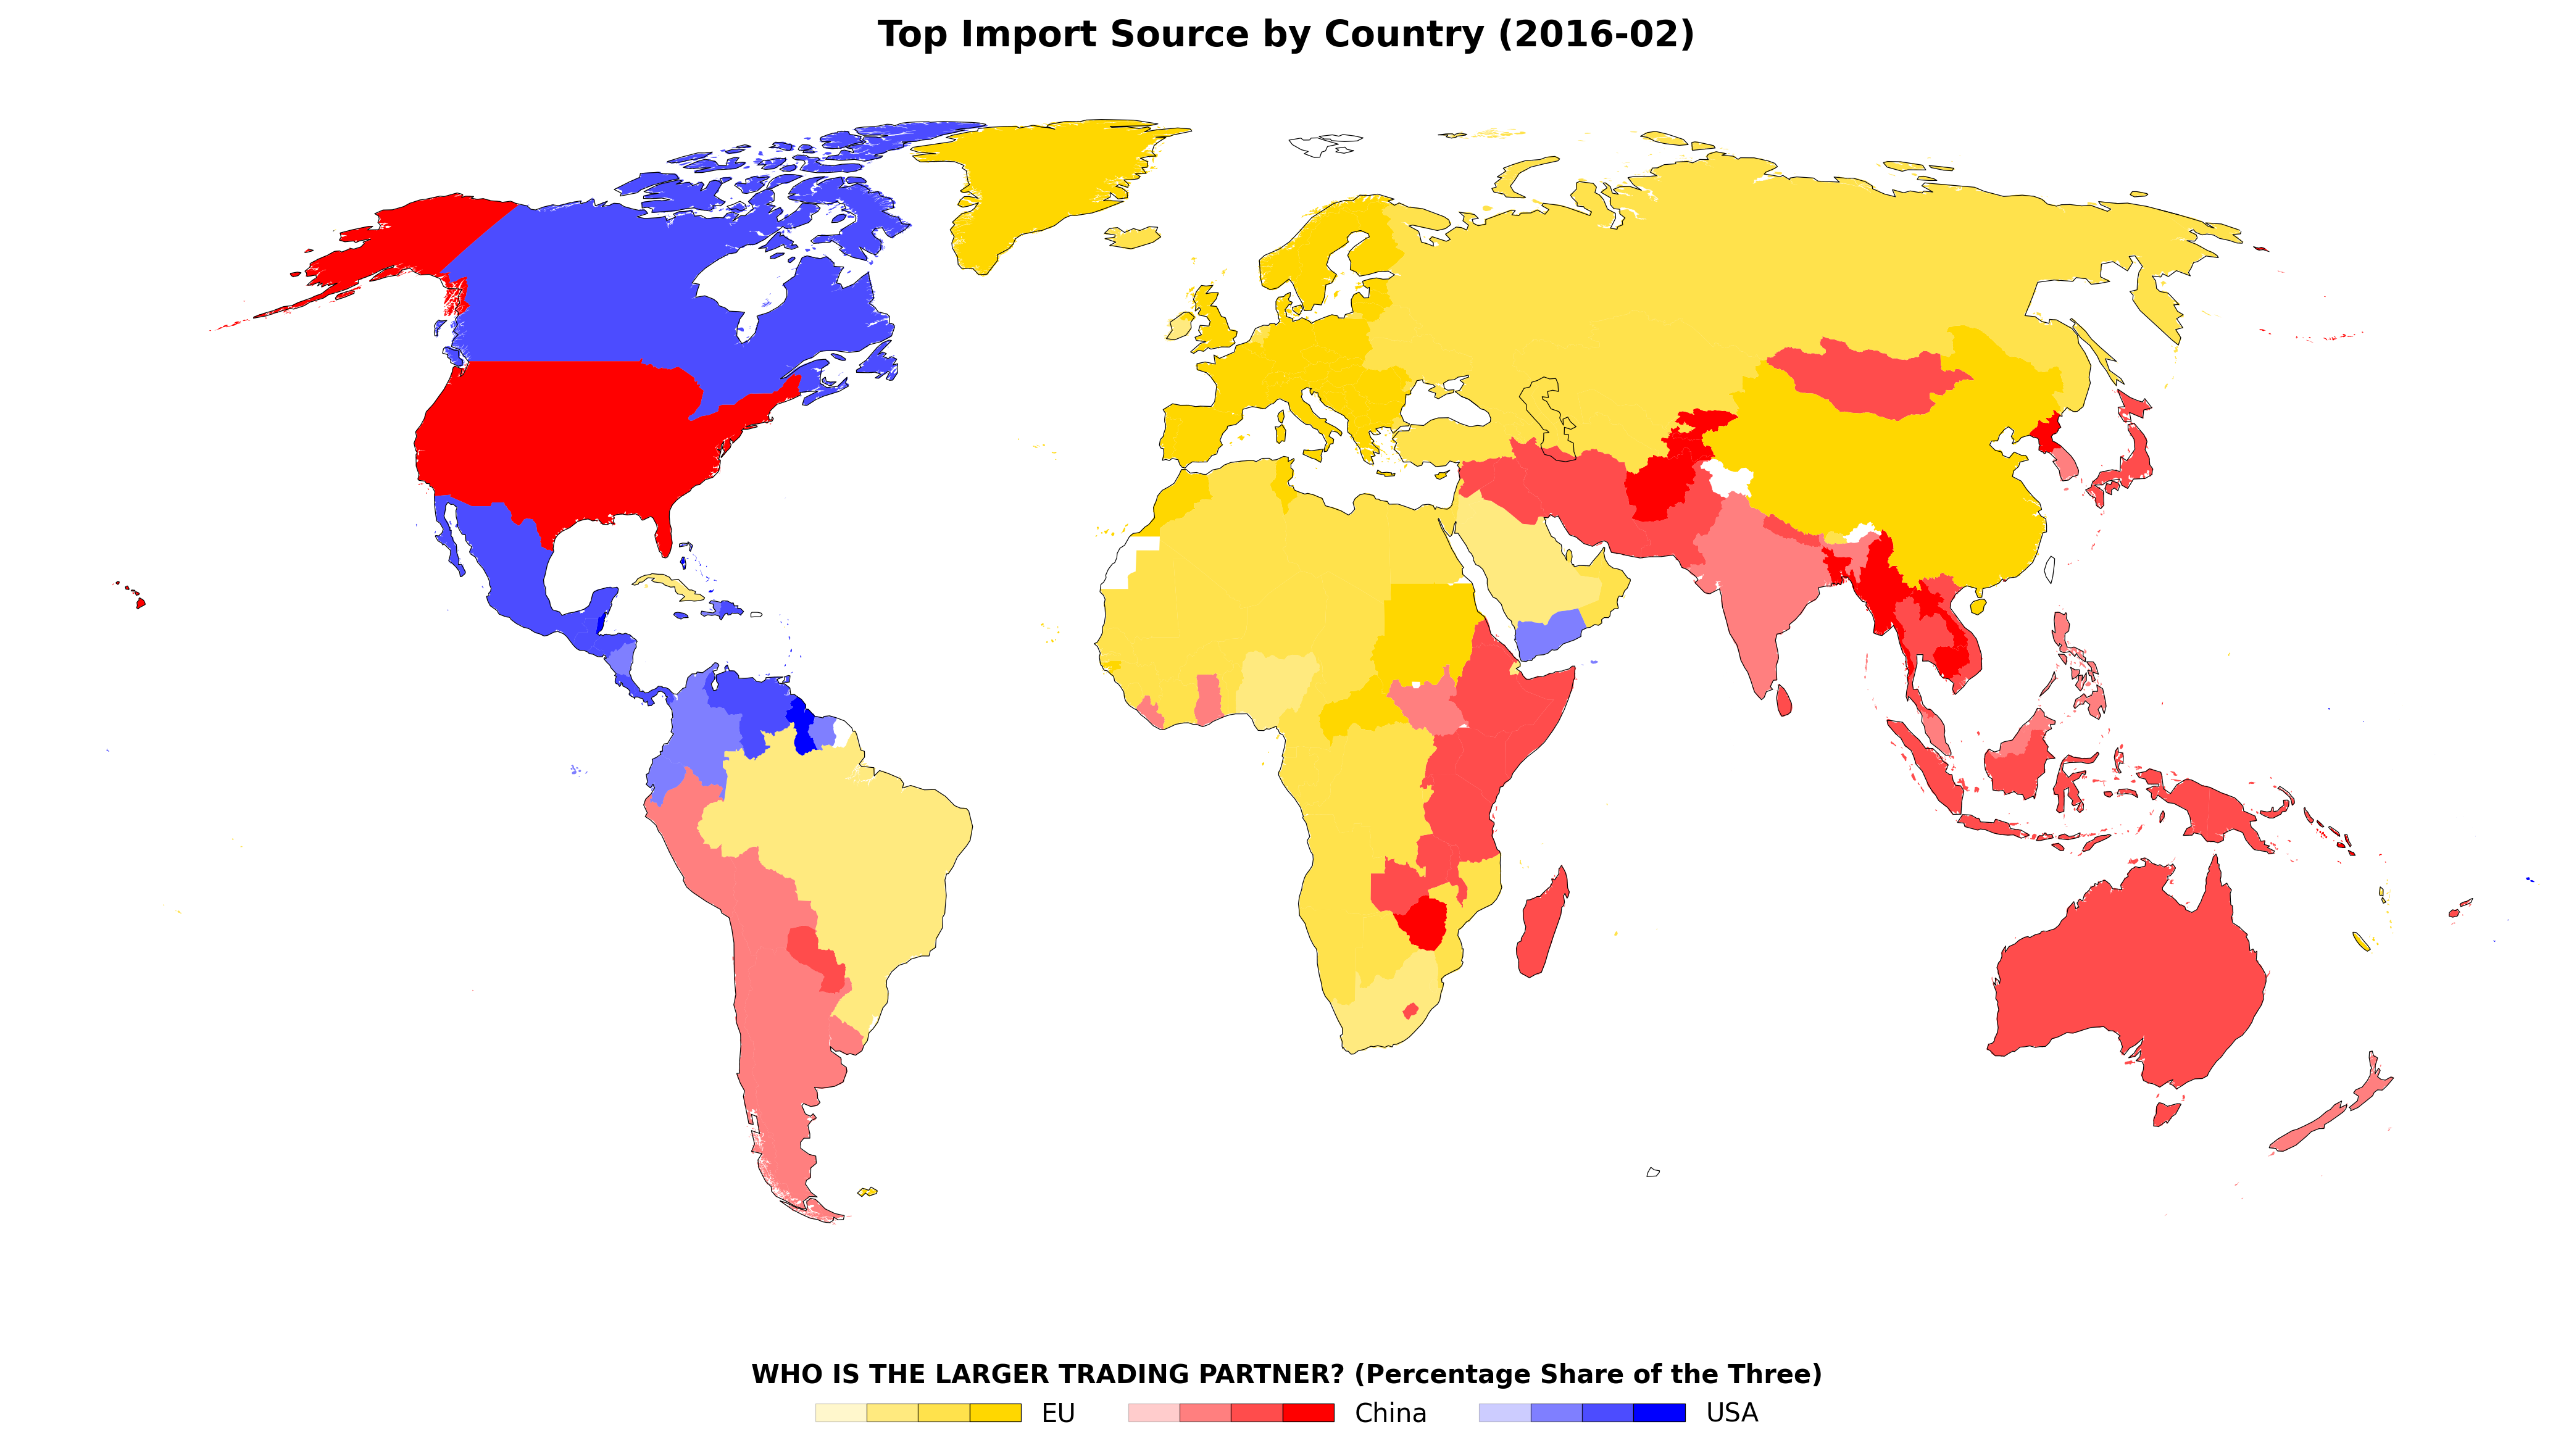 Top Import Source by Country (2016-02)
WHO IS THE LARGER TRADING PARTNER? (Percentage Share of the Three)
EU China USA